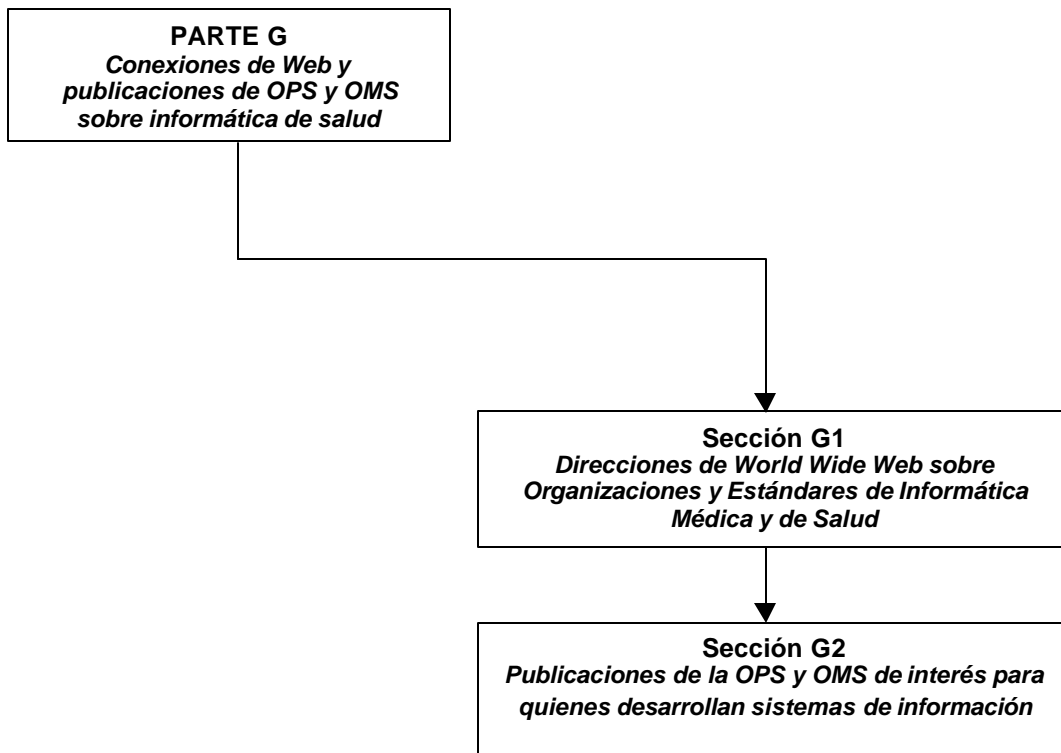 PARTE G
Conexiones de Web y
publicaciones de OPS y OMS
sobre informática de salud
Sección G1
Direcciones de World Wide Web sobre
Organizaciones y Estándares de Informática
Médica y de Salud
Sección G2
Publicaciones de la OPS y OMS de interés para
quienes desarrollan sistemas de información